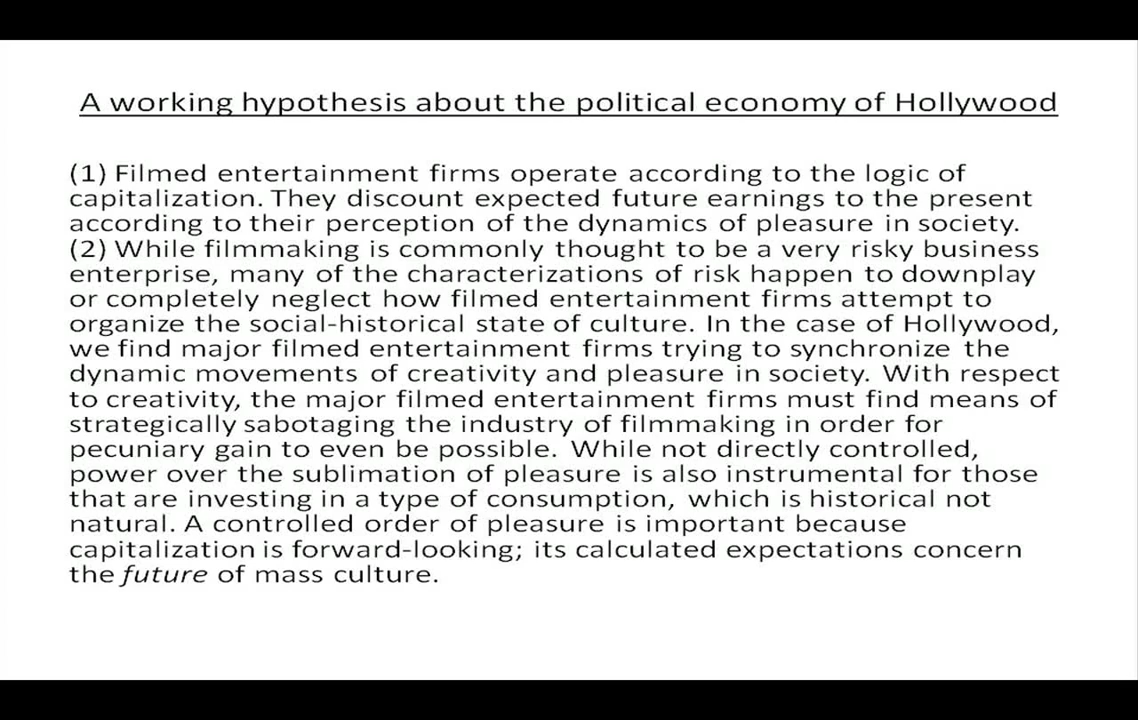 A working hypothesis about the political economy of Hollywood
(1) Filmed entertainment firms operate according to the logic of
capitalization. They discount expected future earnings to the present
according to their perception of the dynamics of pleasure in society.
(2) While filmmaking is commonly thought to be a very risky business
enterprise, many of the characterizations of risk happen to downplay
or completely neglect how filmed entertainment firms attempt to
organize the social-historical state of culture. In the case of Hollywood,
we find major filmed entertainment firms trying to synchronize the
dynamic movements of creativity and pleasure in society. With respect
to creativity, the major filmed entertainment firms must find means of
strategically sabotaging the industry of filmmaking in order for
pecuniary gain to even be possible. While not directly controlled,
power over the sublimation of pleasure is also instrumental for those
that are investing in a type of consumption, which is historical not
natural. A controlled order of pleasure is important because
capitalization is forward-looking; its calculated expectations concern
the future of mass culture.